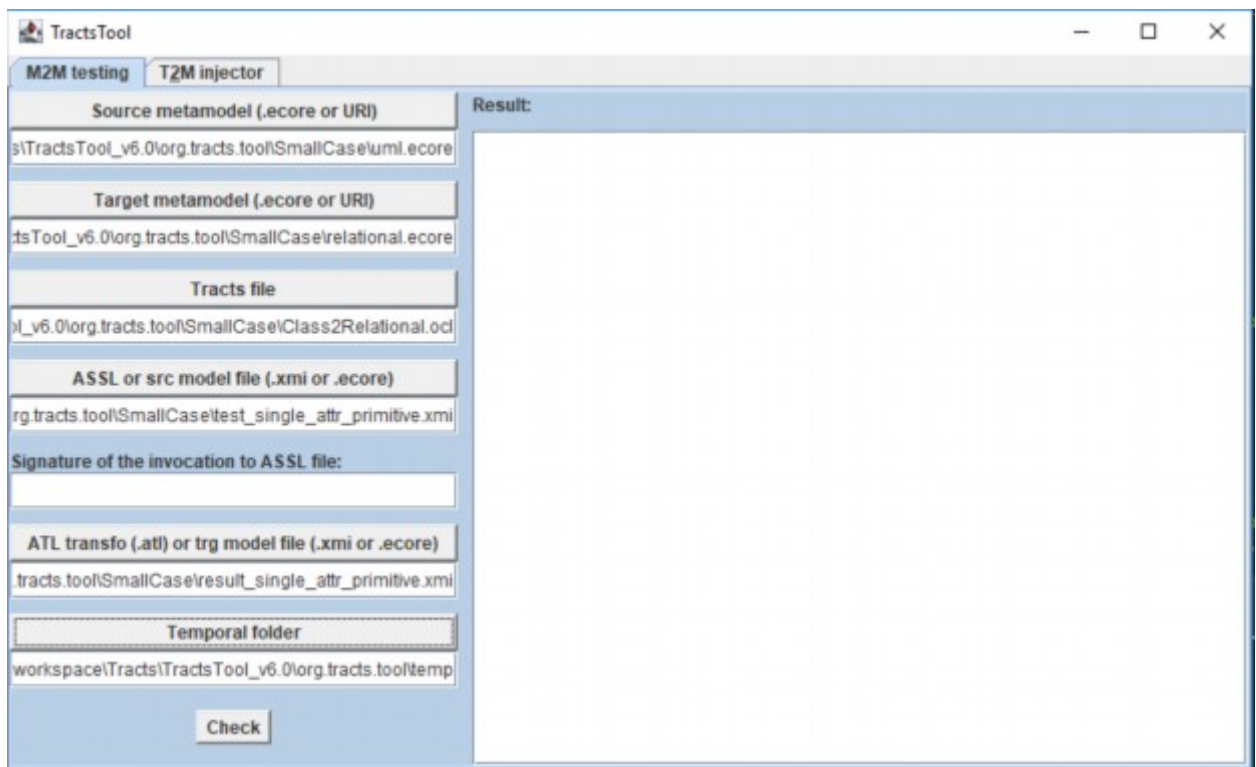 TractsTool
M2M testing
T2M injector
Source metamodel (.ecore or URI)
s\TractsTool_v6.0\org.tracts.tool\SmallCase\uml.ecore
Target metamodel (.ecore or URI)
tsTool_v6.0\org.tracts.tool\SmallCase\relational.ecore
Tracts file
ol_v6.0\org.tracts.tool\SmallCase\Class2Relational.ocl
ASSL or src model file (.xmi or .ecore)
rg.tracts.tool\SmallCase\test_single_attr_primitive.xmi
Signature of the invocation to ASSL file:
ATL transfo (.atl) or trg model file (.xmi or .ecore)
.tracts.tool\SmallCase\result_single_attr_primitive.xmi
Temporal folder
workspace\Tracts\TractsTool_v6.0\org.tracts.tool\temp
Check
Result: